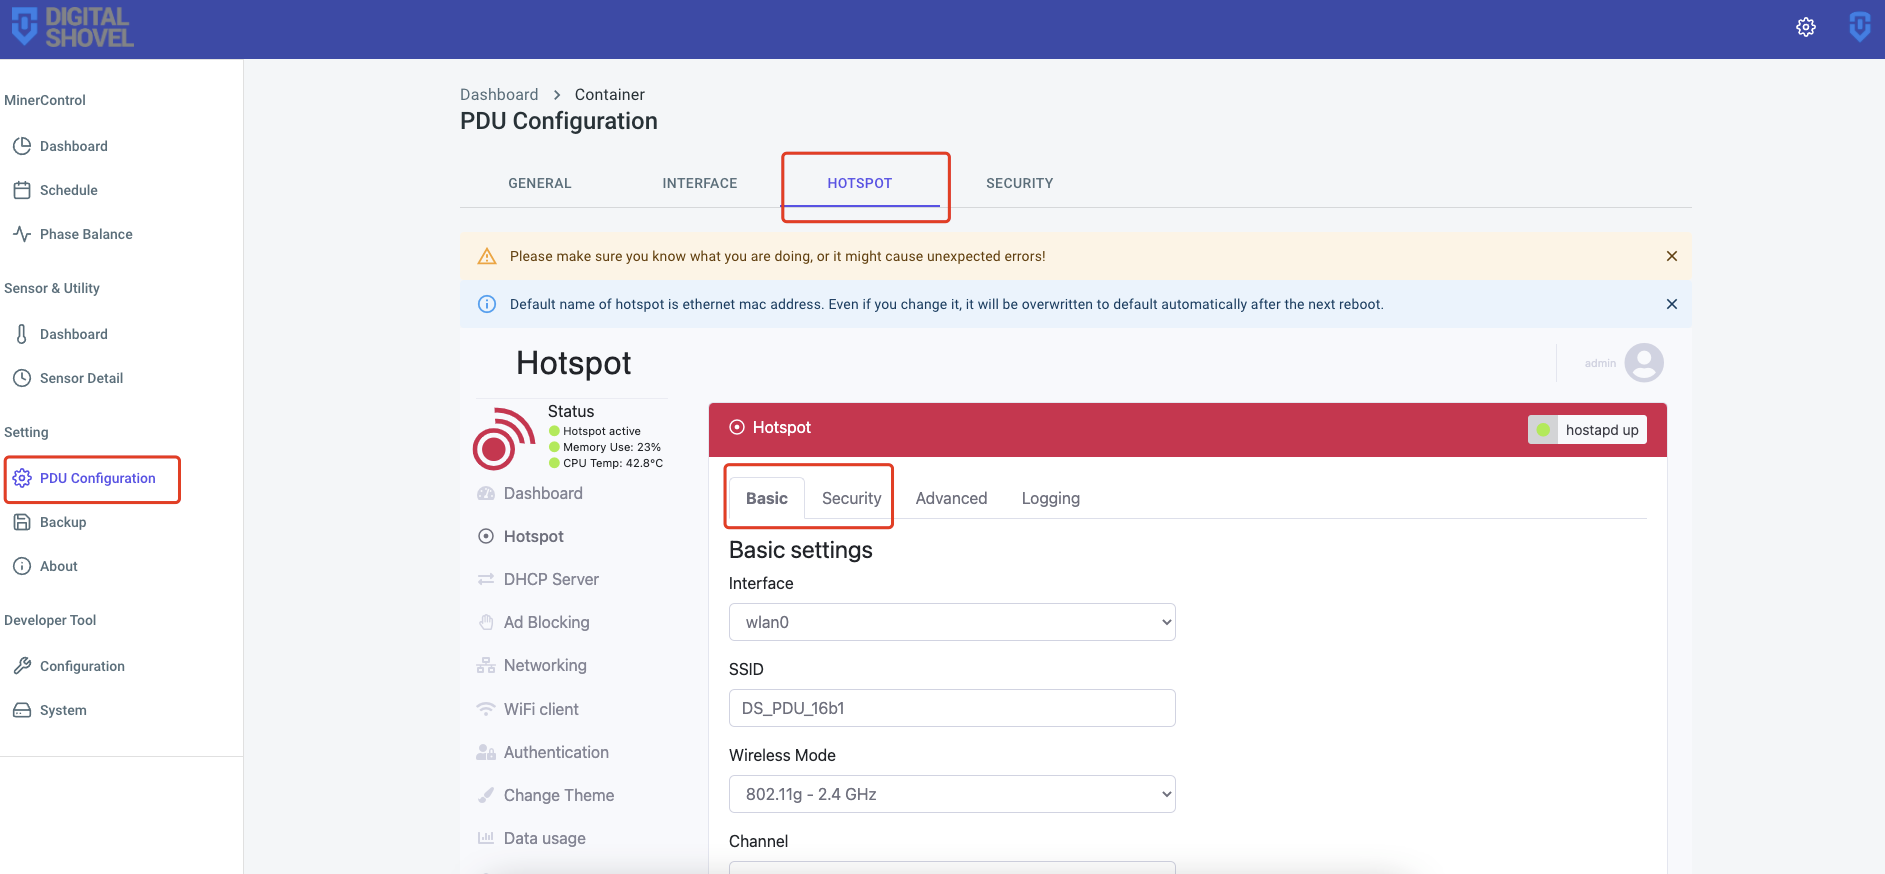 DIGITAL
SHOVEL
MinerControl
Dashboard
Schedule
Phase Balance
Sensor & Utility
Dashboard
Sensor Detail
Setting
PDU Configuration
Backup
About
Developer Tool
Configuration
System
Dashboard > Container
PDU Configuration
GENERAL INTERFACE HOTSPOT SECURITY
Please make sure you know what you are doing, or it might cause unexpected errors!
Default name of hotspot is ethernet mac address. Even if you change it, it will be overwritten to default automatically after the next reboot.
Hotspot
admin
Status
Hotspot active
Memory Use: 23%
CPU Temp: 42.8°C
Dashboard
Hotspot
DHCP Server
Ad Blocking
Networking
WiFi client
Authentication
Change Theme
Data usage
Hotspot
hostapd up
Basic Security Advanced Logging
Basic settings
Interface
wlan0
SSID
DS_PDU_16b1
Wireless Mode
802.11g - 2.4 GHz
Channel